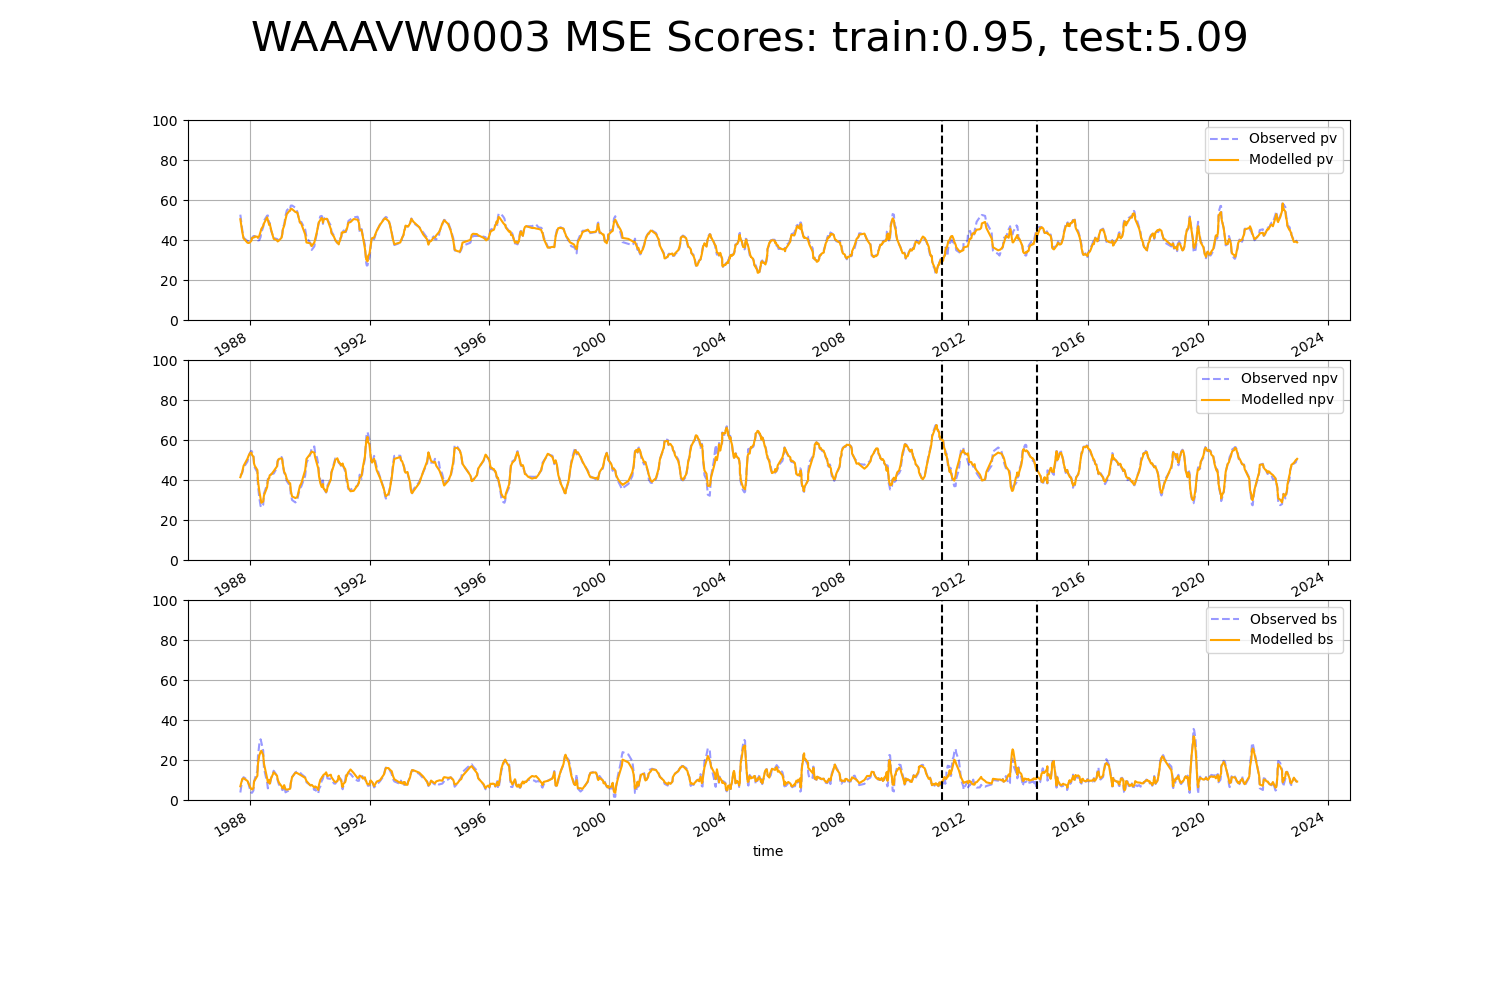 WAAAVW0003 MSE Scores: train:0.95, test:5.09
100
80
60
40
20
0
Observed pv
Modelled pv
1988 1992 1996 2000 2004 2008 2012 2016 2020 2024
100
80
60
40
20
0
Observed npv
Modelled npv
1988 1992 1996 2000 2004 2008 2012 2016 2020 2024
100
80
60
40
20
0
Observed bs
Modelled bs
1988 1992 1996 2000 2004 2008 2012 2016 2020 2024
time